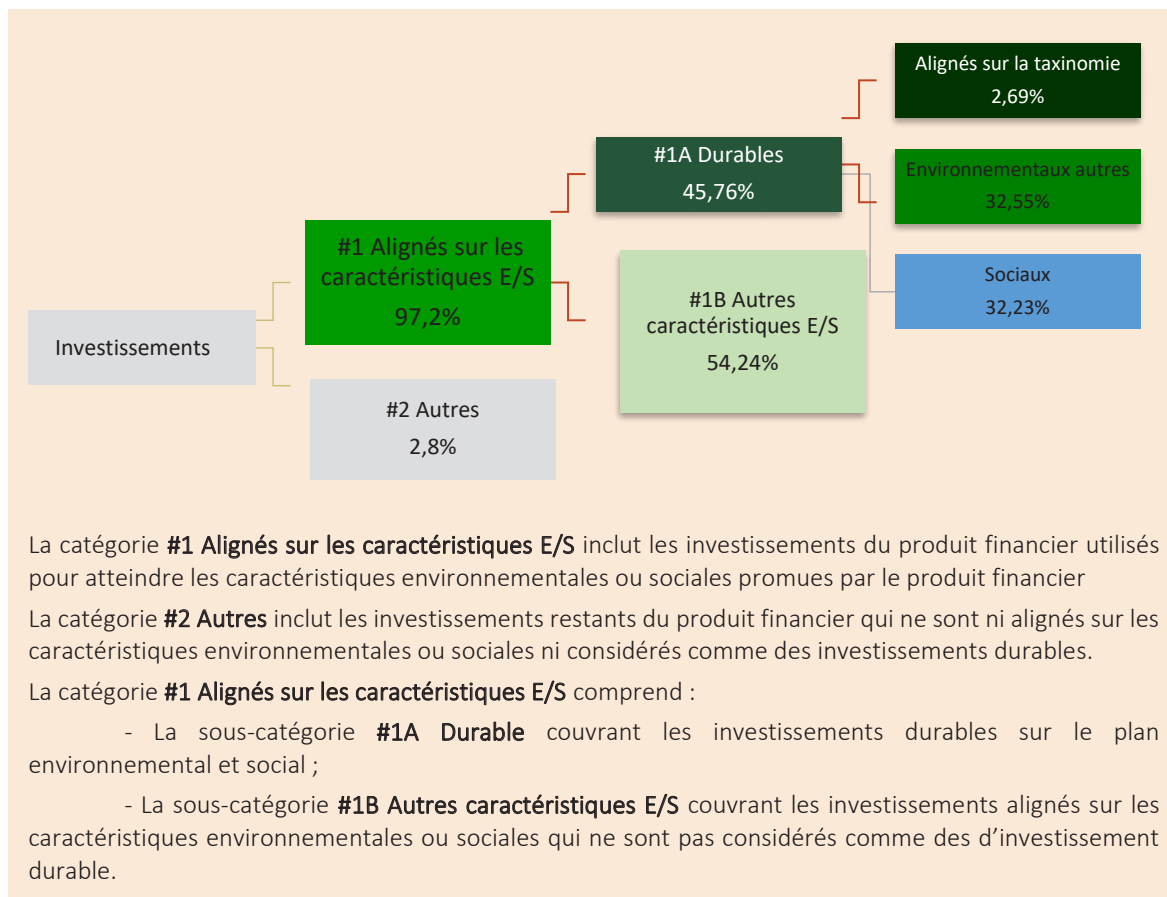 Alignés sur la taxinomie
2,69%
#1A Durables
45,76%
Environnementaux autres
32,55%
#1 Alignés sur les
caractéristiques E/S
97,2%
#1B Autres
caractéristiques E/S
54,24%
Sociaux
32,23%
Investissements
#2 Autres
2,8%
La catégorie #1 Alignés sur les caractéristiques E/S inclut les investissements du produit financier utilisés
pour atteindre les caractéristiques environnementales ou sociales promues par le produit financier
La catégorie #2 Autres inclut les investissements restants du produit financier qui ne sont ni alignés sur les
caractéristiques environnementales ou sociales ni considérés comme des investissements durables.
La catégorie #1 Alignés sur les caractéristiques E/S comprend :
- La sous-catégorie #1A Durable couvrant les investissements durables sur le plan
environnemental et social ;
- La sous-catégorie #1B Autres caractéristiques E/S couvrant les investissements alignés sur les
caractéristiques environnementales ou sociales qui ne sont pas considérés comme des d’investissement
durable.